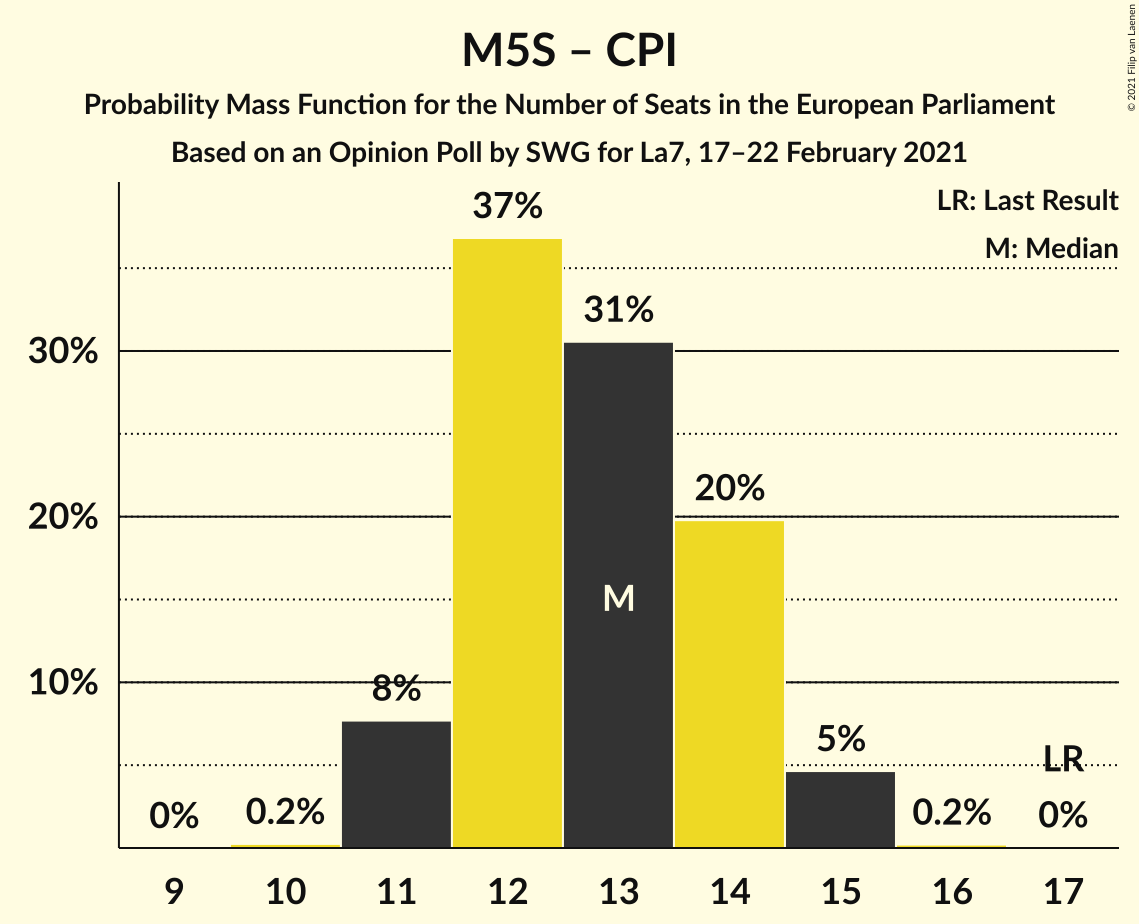 M5S – CPI
Probability Mass Function for the Number of Seats in the European Parliament
Based on an Opinion Poll by SWG for La7, 17–22 February 2021
© 2021 Filip van Laenen
LR: Last Result
M: Median
37%
31%
30%
20%
20%
M
10%
8%
5%
LR
0%
0.2%
0.2%
0%
9
10
11
12
13
14
15
16
17